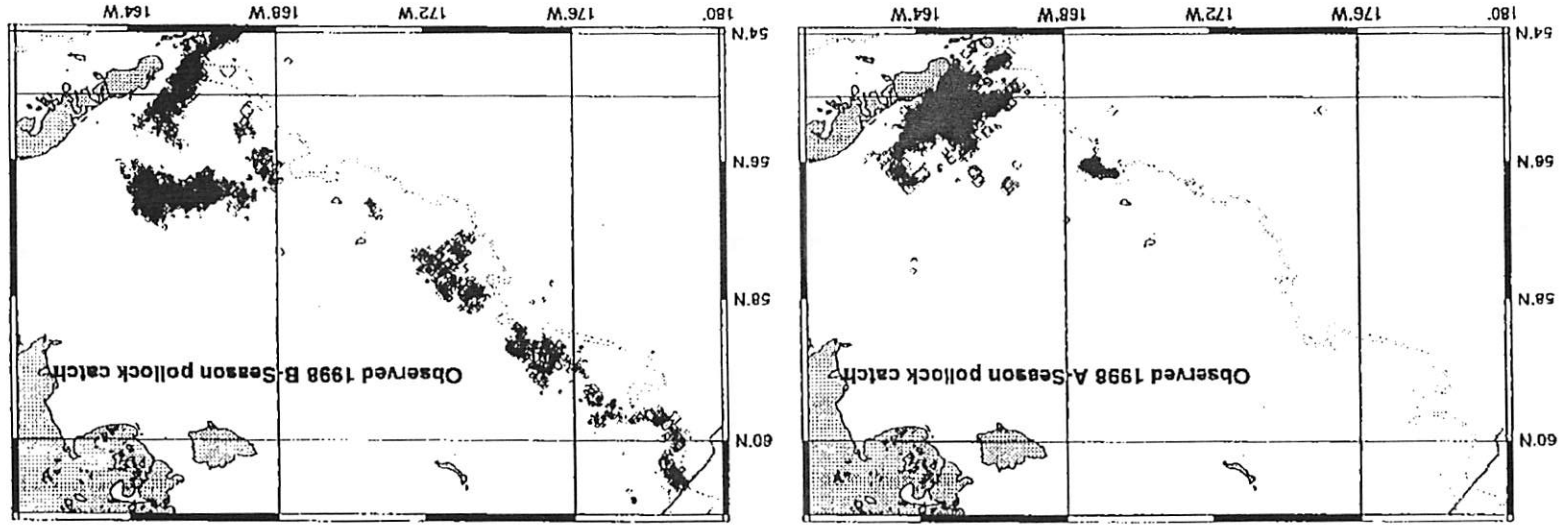 Observed 1998 A-Season pollock catch
60°N
58°N
56°N
54°N
180°
176°W
172°W
168°W
164°W
Observed 1998 B-Season pollock catch
60°N
58°N
56°N
54°N
180°
176°W
172°W
168°W
164°W